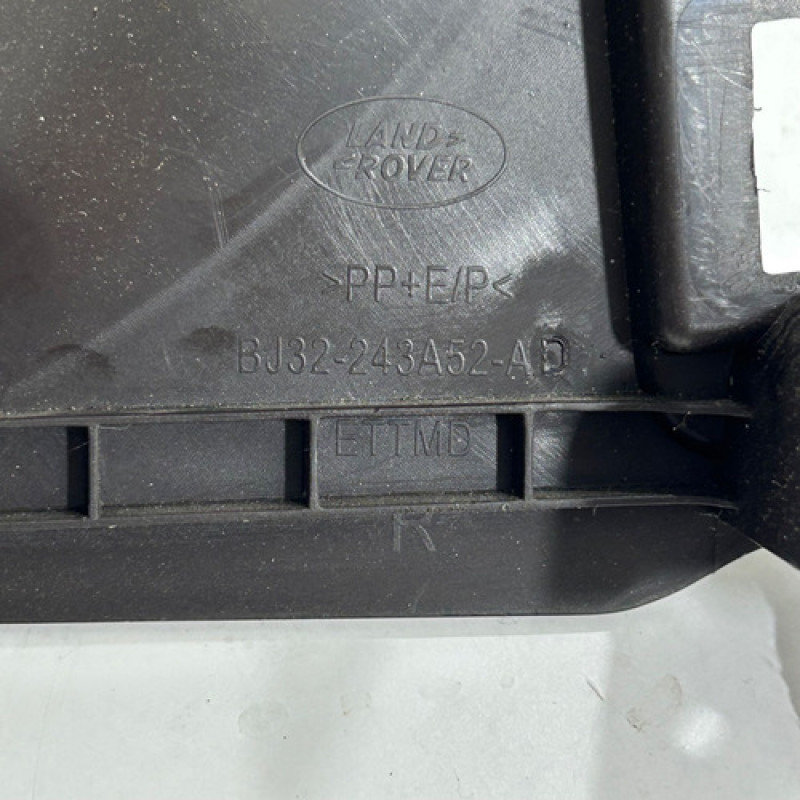 LAND
ROVER
>PP+E/P<
BJ32-243A52-AD
ETTMD
R